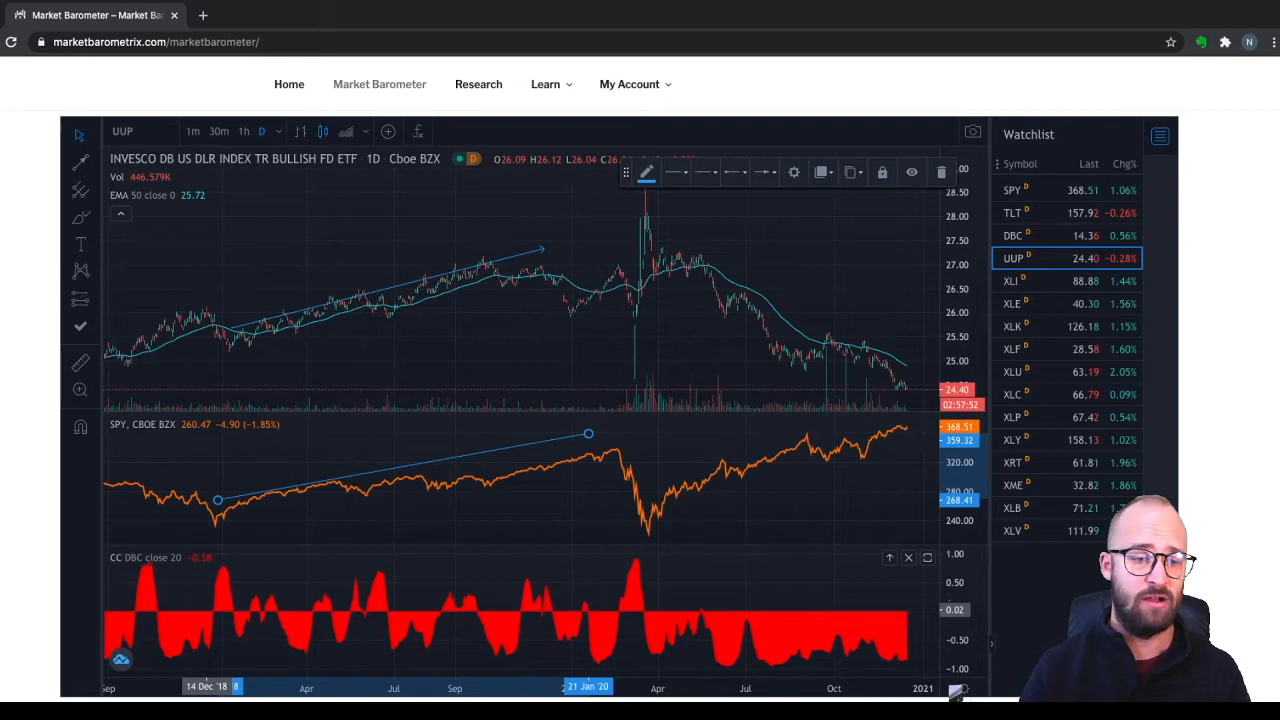 Market Barometer – Market Ba
marketbarometrix.com/marketbarometer/
N
Home Market Barometer Research Learn My Account
UUP 1m 30m 1h D
INVESCO DB US DLR INDEX TR BULLISH FD ETF · 1D · Cboe BZX D O26.09 H26.12 L26.04
Vol 446.579K
EMA 50 close 0 25.72
28.50
28.00
27.50
27.00
26.50
26.00
25.50
25.00
24.40
02:57:52
SPY, CBOE BZX 260.47 −4.90 (−1.85%)
368.51
359.32
320.00
280.00
268.41
240.00
CC DBC close 20 −0.58
1.00
0.50
0.02
−0.50
−1.00
Sep 14 Dec '18 Apr Jul Sep 21 Jan '20 Apr Jul Oct 2021
Watchlist
Symbol Last Chg%
SPY D 368.51 1.06%
TLT D 157.92 −0.26%
DBC D 14.36 0.56%
UUP D 24.40 −0.28%
XLI D 88.88 1.44%
XLE D 40.30 1.56%
XLK D 126.18 1.15%
XLF D 28.58 1.60%
XLU D 63.19 2.05%
XLC D 66.79 0.09%
XLP D 67.42 0.54%
XLY D 158.13 1.02%
XRT D 61.81 1.96%
XME D 32.82 1.86%
XLB D 71.21
XLV D 111.99